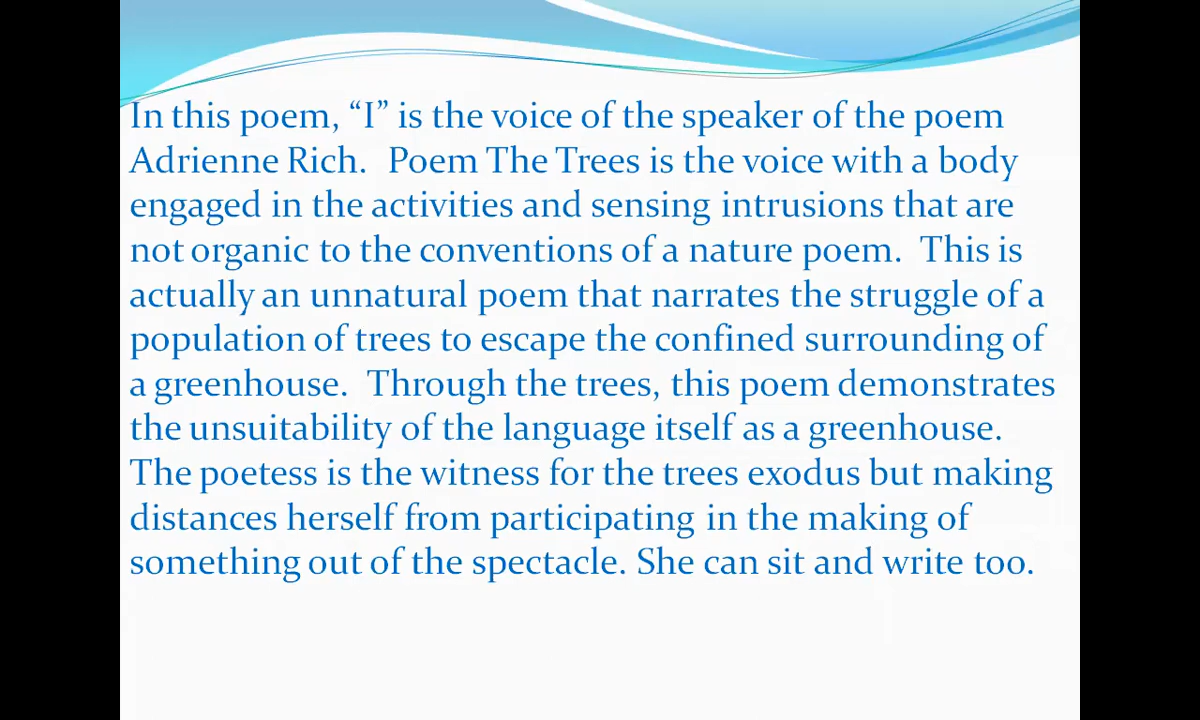 In this poem, “I” is the voice of the speaker of the poem
Adrienne Rich. Poem The Trees is the voice with a body
engaged in the activities and sensing intrusions that are
not organic to the conventions of a nature poem. This is
actually an unnatural poem that narrates the struggle of a
population of trees to escape the confined surrounding of
a greenhouse. Through the trees, this poem demonstrates
the unsuitability of the language itself as a greenhouse.
The poetess is the witness for the trees exodus but making
distances herself from participating in the making of
something out of the spectacle. She can sit and write too.